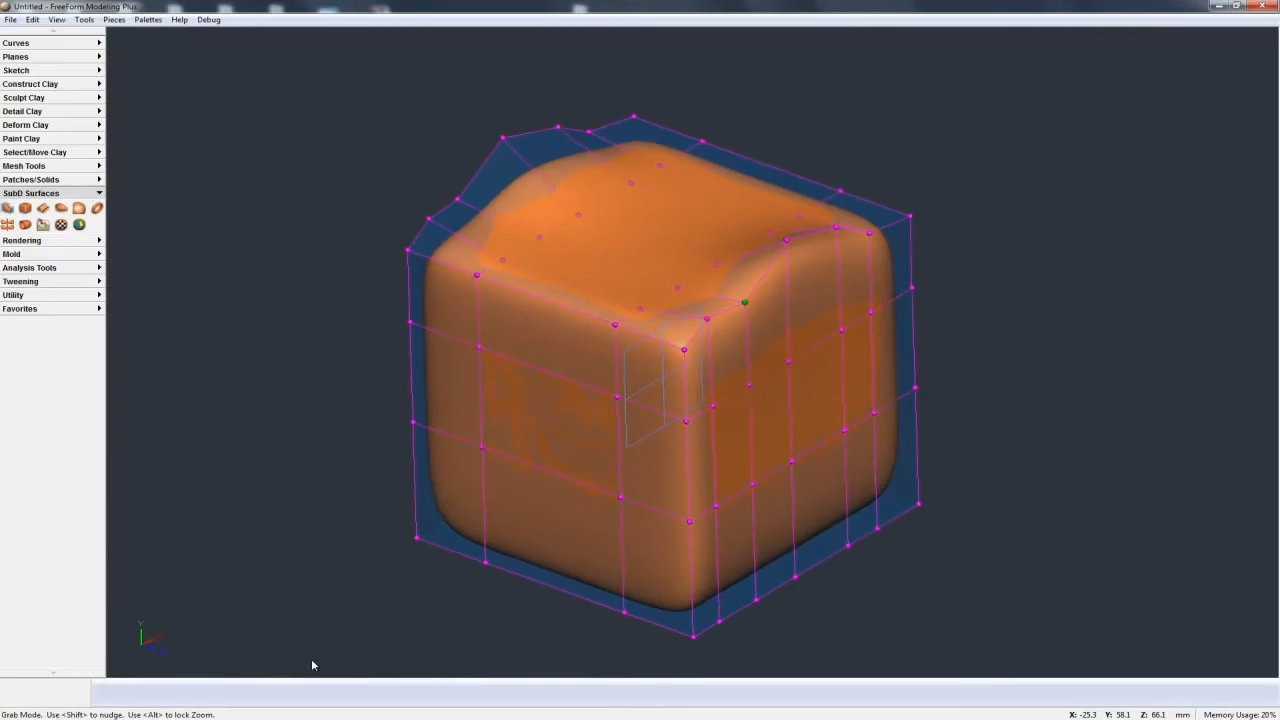 Untitled - FreeForm Modeling Plus
File Edit View Tools Pieces Palettes Help Debug
Curves
Planes
Sketch
Construct Clay
Sculpt Clay
Detail Clay
Deform Clay
Paint Clay
Select/Move Clay
Mesh Tools
Patches/Solids
SubD Surfaces
Rendering
Mold
Analysis Tools
Tweening
Utility
Favorites
Y
Grab Mode. Use <Shift> to nudge. Use <Alt> to lock Zoom.
X: -25.3 Y: 58.1 Z: 66.1 mm Memory Usage: 20%